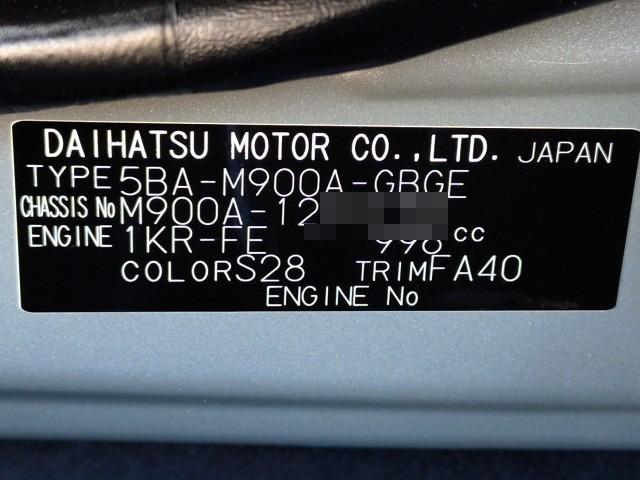 DAIHATSU MOTOR CO.,LTD. JAPAN
TYPE 5BA-M900A-GBGE
CHASSIS No M900A-12
ENGINE 1KR-FE 996 cc
COLOR S28 TRIM FA40
ENGINE No